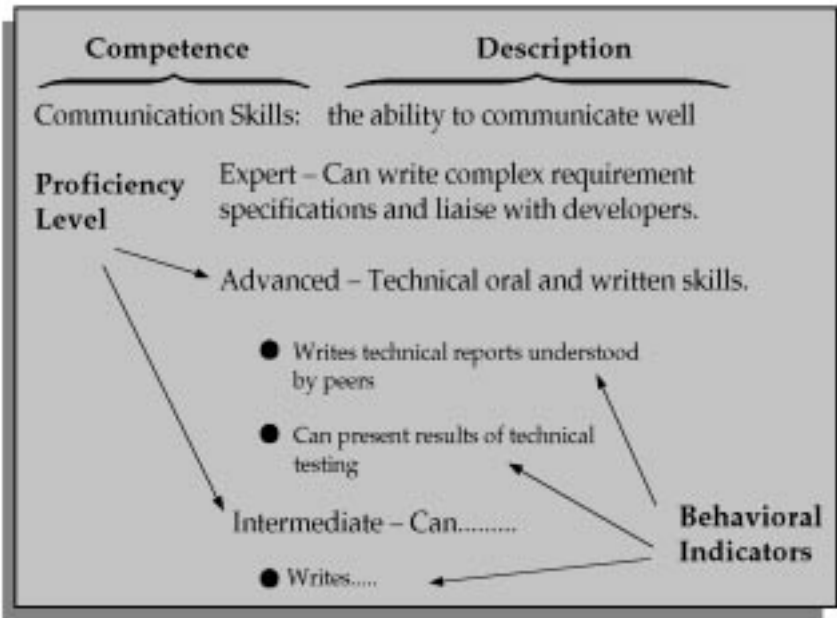 Competence Description
Communication Skills: the ability to communicate well
Proficiency
Level
Expert – Can write complex requirement
specifications and liaise with developers.
Advanced – Technical oral and written skills.
● Writes technical reports understood
by peers
● Can present results of technical
testing
Intermediate – Can.........
● Writes.....
Behavioral
Indicators